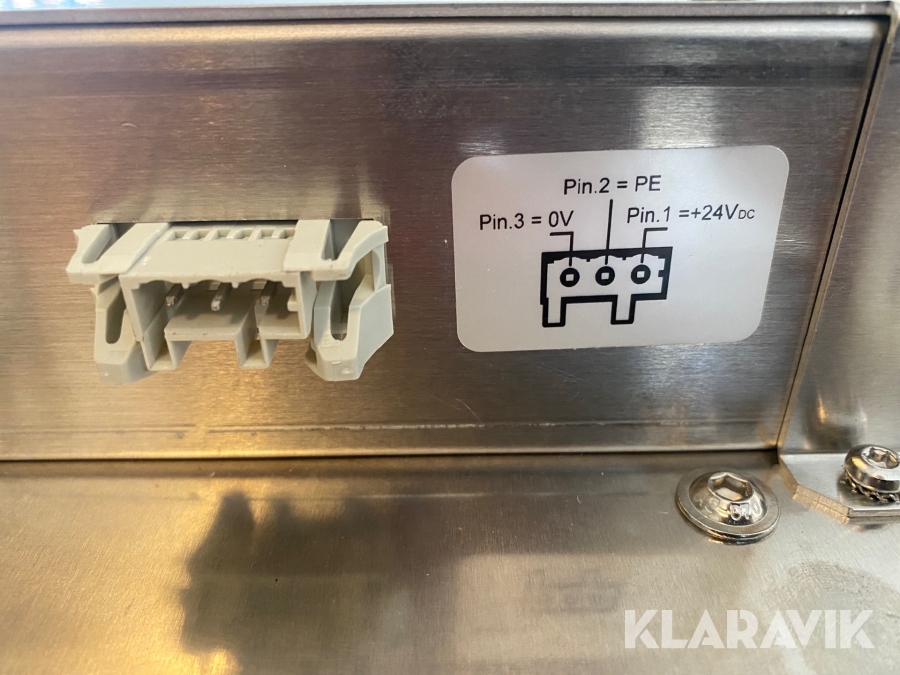 Pin.2 = PE
Pin.3 = 0V
Pin.1 =+24VDC
KLARAVIK